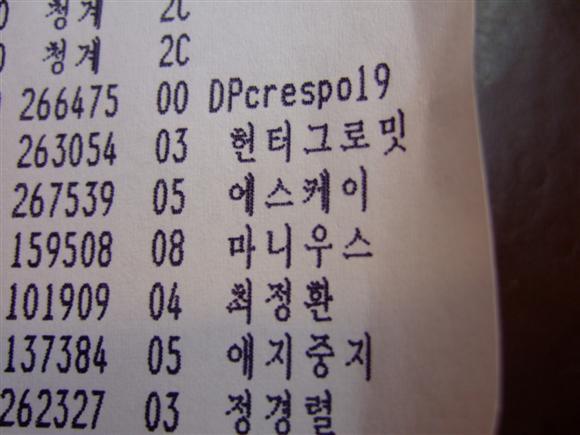 청계 2C
청계 2C
266475 00 DPcrespo19
263054 03 헌터그로밋
267539 05 에스케이
159508 08 마니우스
101909 04 최정환
137384 05 애지중지
262327 03 정경렬